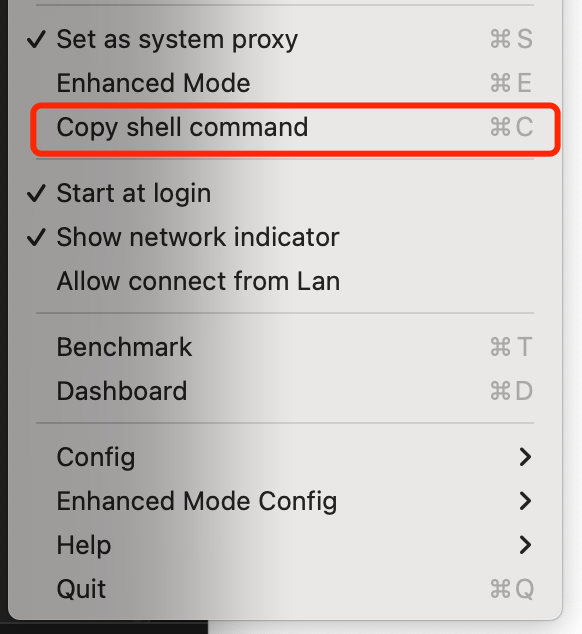 ✓ Set as system proxy ⌘S
Enhanced Mode ⌘E
Copy shell command ⌘C
✓ Start at login
✓ Show network indicator
Allow connect from Lan
Benchmark ⌘T
Dashboard ⌘D
Config >
Enhanced Mode Config >
Help >
Quit ⌘Q